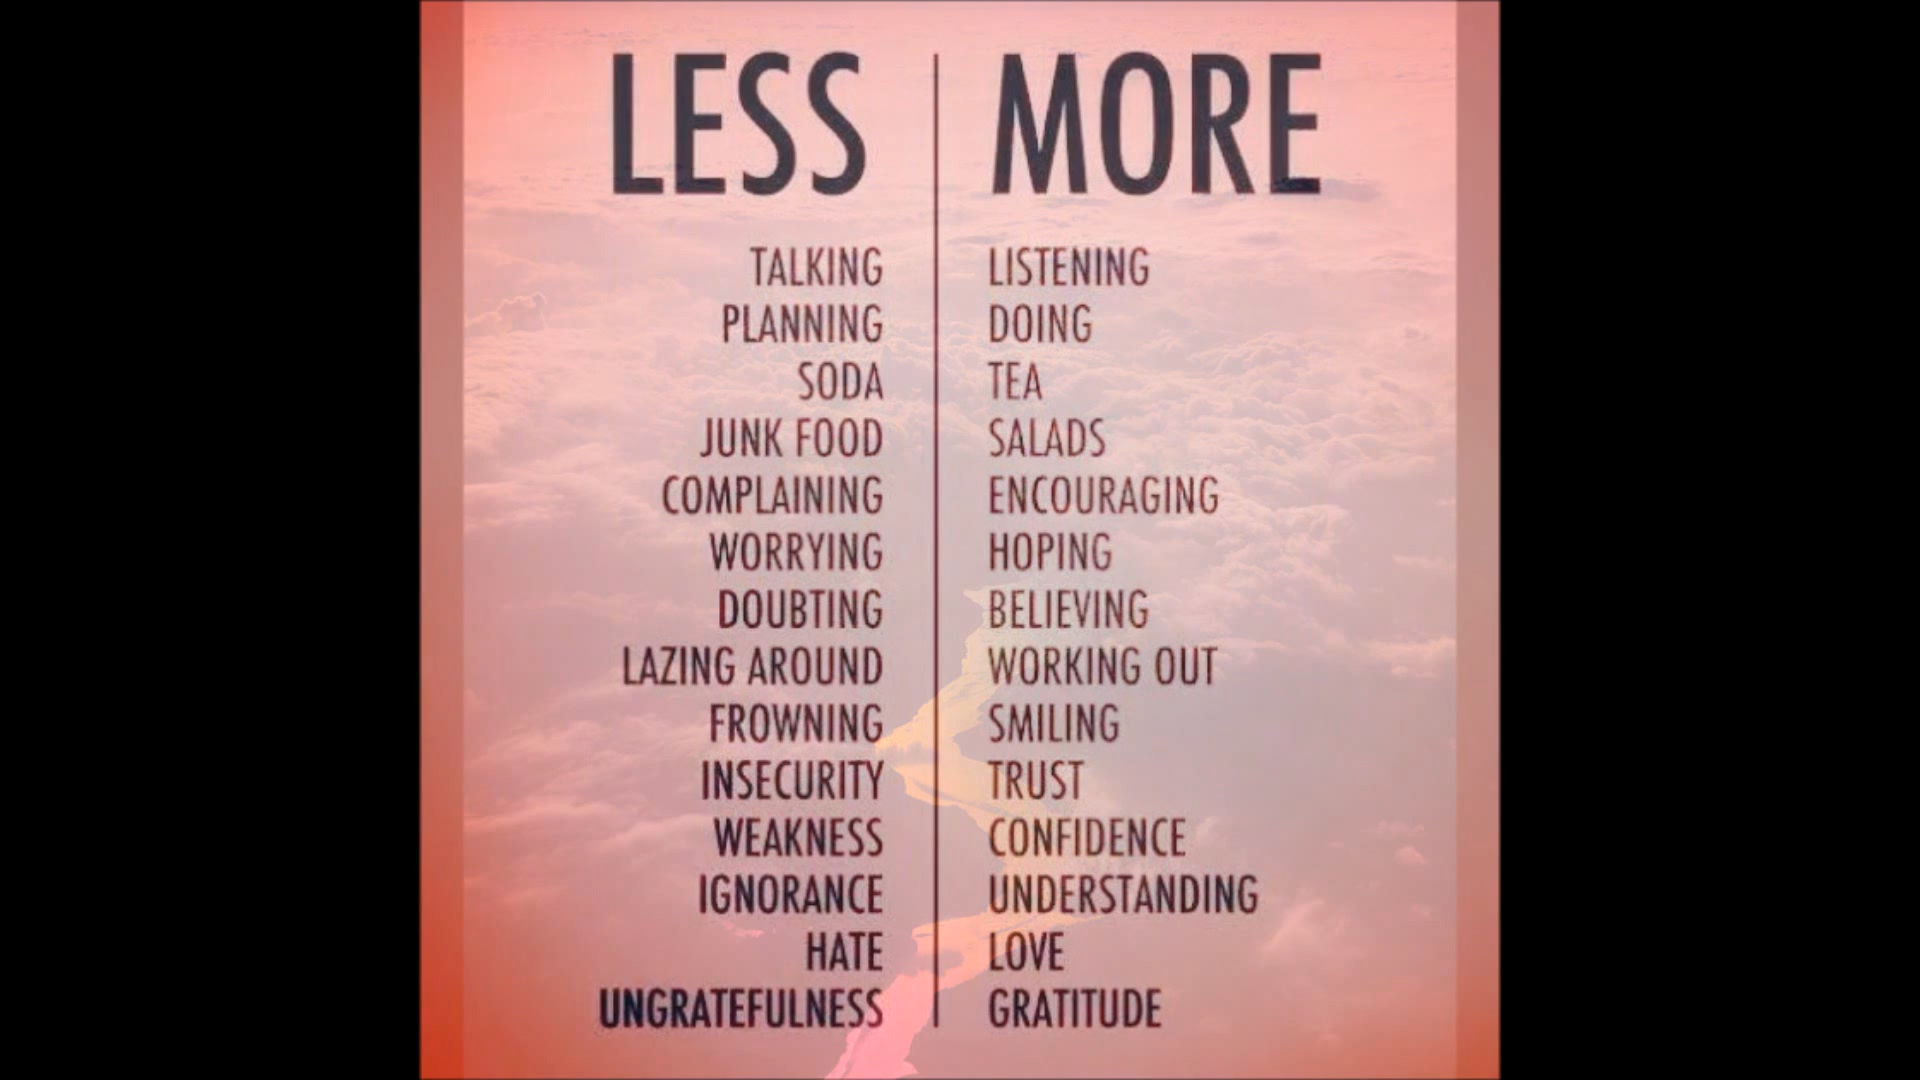 LESS | MORE
TALKING | LISTENING
PLANNING | DOING
SODA | TEA
JUNK FOOD | SALADS
COMPLAINING | ENCOURAGING
WORRYING | HOPING
DOUBTING | BELIEVING
LAZING AROUND | WORKING OUT
FROWNING | SMILING
INSECURITY | TRUST
WEAKNESS | CONFIDENCE
IGNORANCE | UNDERSTANDING
HATE | LOVE
UNGRATEFULNESS | GRATITUDE